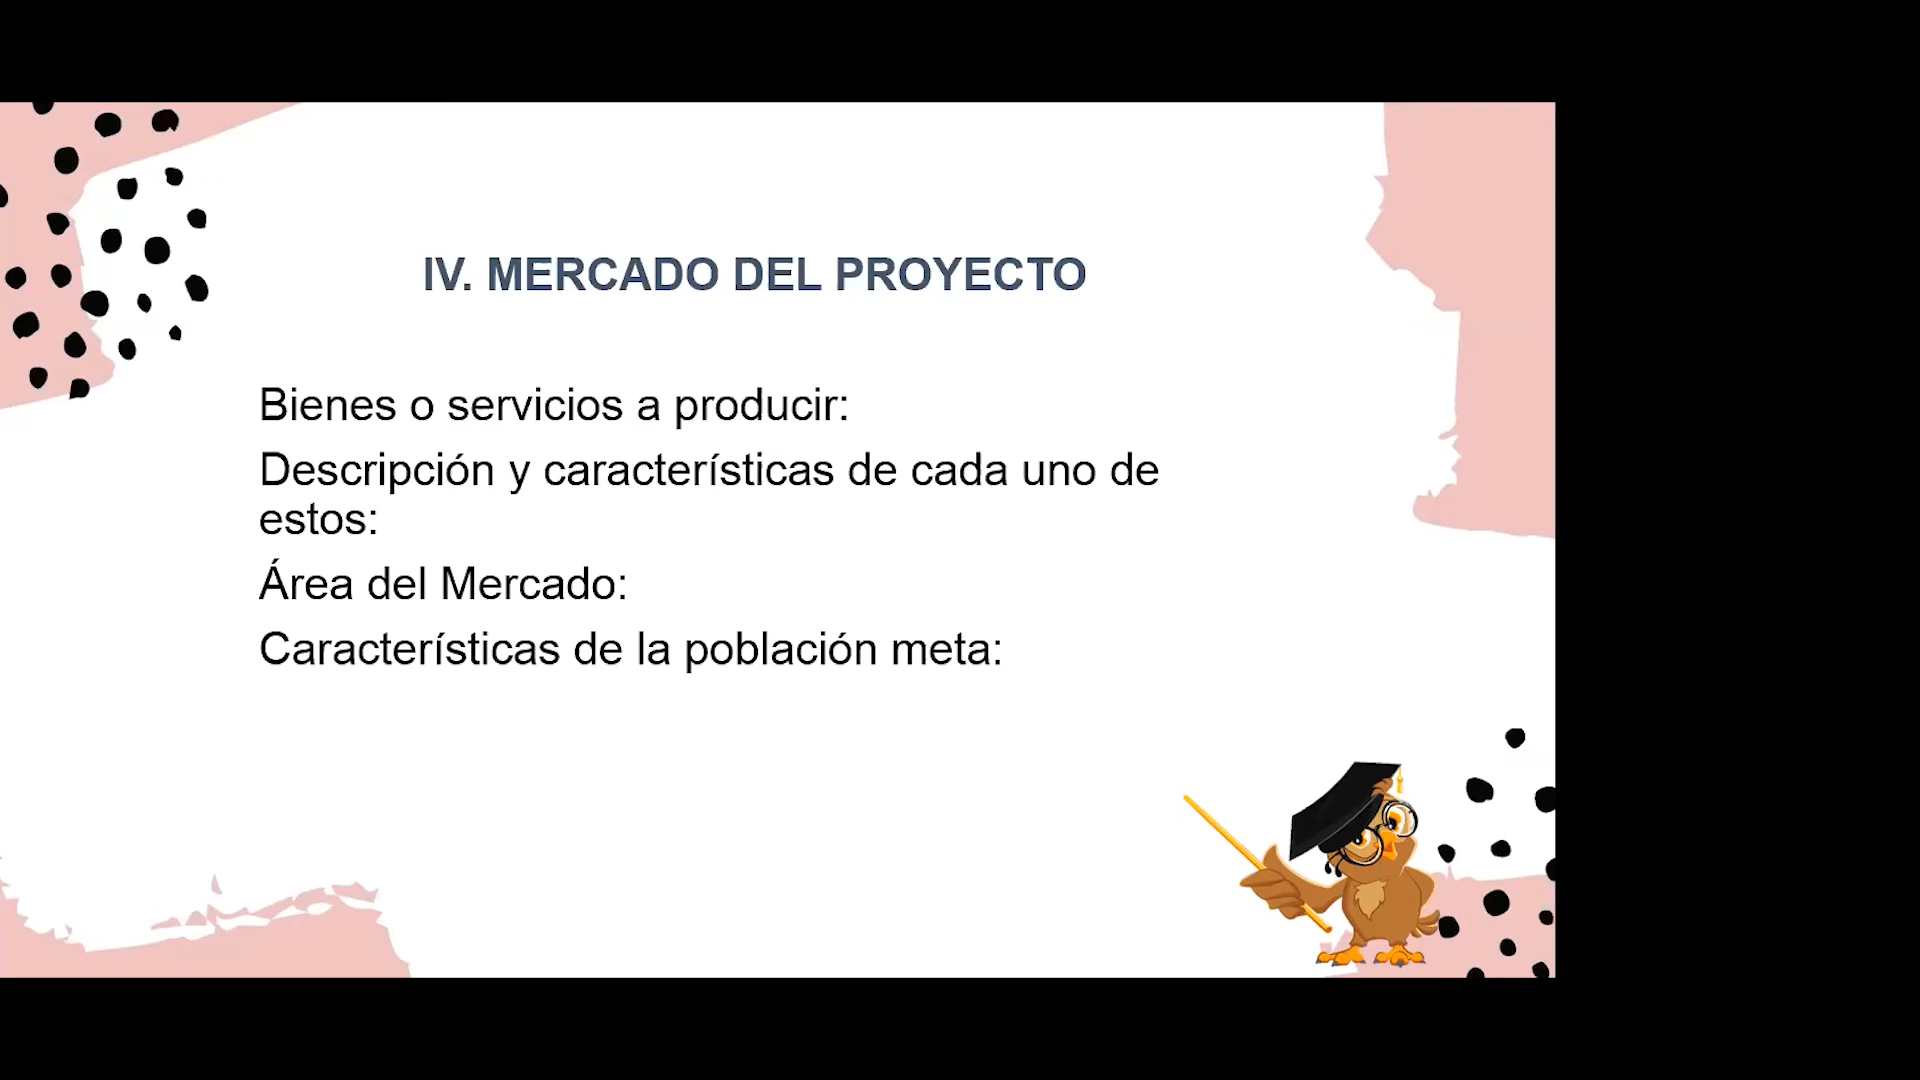 IV. MERCADO DEL PROYECTO
Bienes o servicios a producir:
Descripción y características de cada uno de
estos:
Área del Mercado:
Características de la población meta: